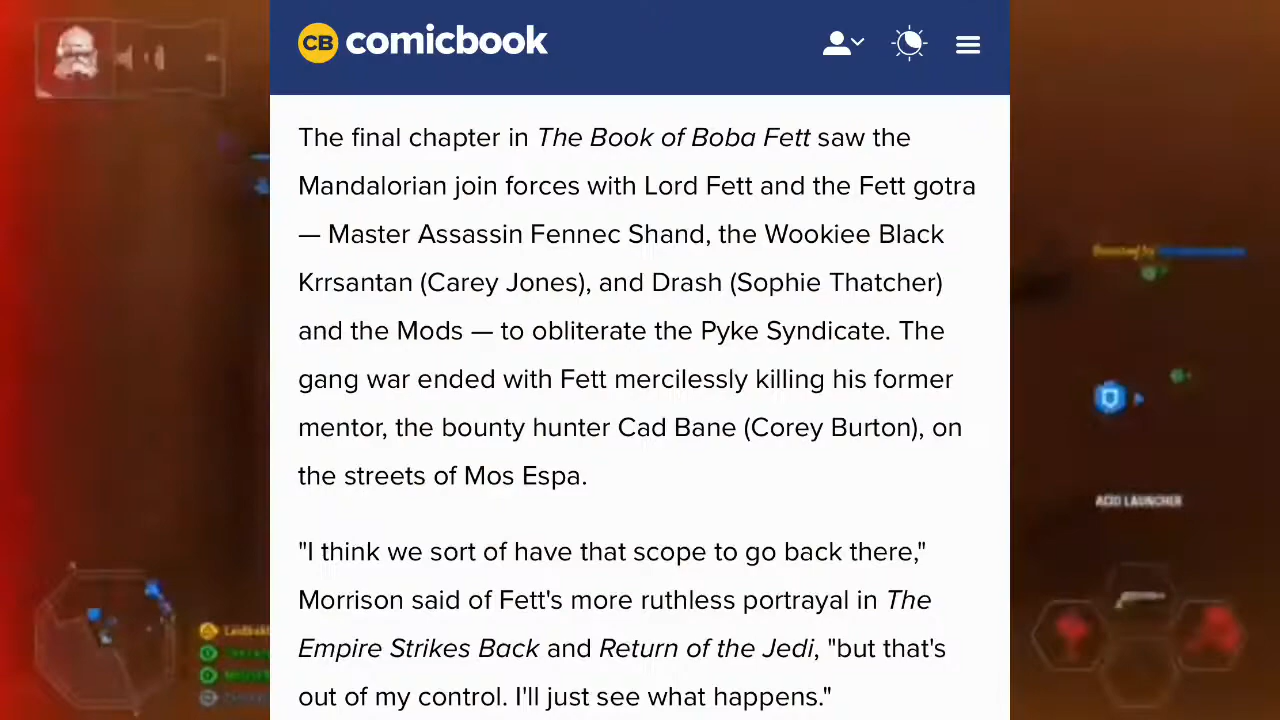 CB comicbook
The final chapter in The Book of Boba Fett saw the
Mandalorian join forces with Lord Fett and the Fett gotra
— Master Assassin Fennec Shand, the Wookiee Black
Krrsantan (Carey Jones), and Drash (Sophie Thatcher)
and the Mods — to obliterate the Pyke Syndicate. The
gang war ended with Fett mercilessly killing his former
mentor, the bounty hunter Cad Bane (Corey Burton), on
the streets of Mos Espa.
"I think we sort of have that scope to go back there,"
Morrison said of Fett's more ruthless portrayal in The
Empire Strikes Back and Return of the Jedi, "but that's
out of my control. I'll just see what happens."
ACID LAUNCHER